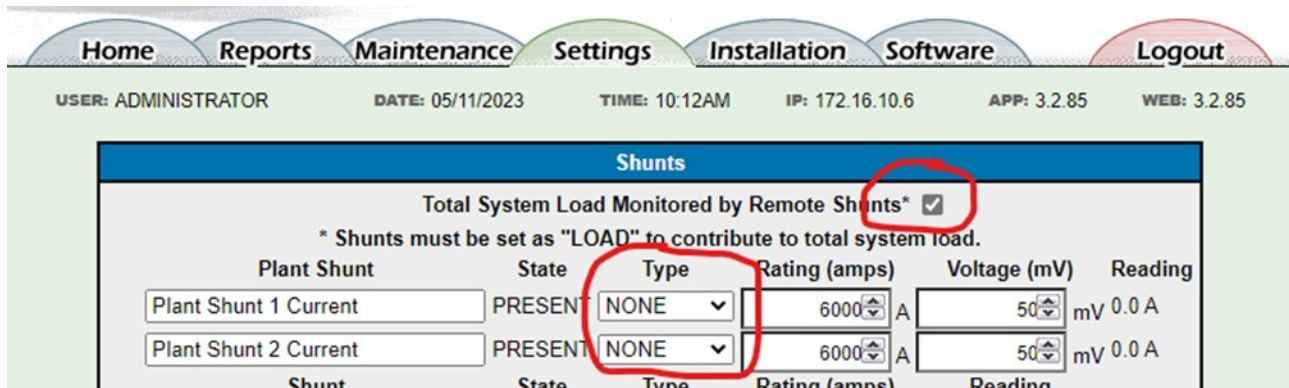 Home Reports Maintenance Settings Installation Software Logout
USER: ADMINISTRATOR DATE: 05/11/2023 TIME: 10:12AM IP: 172.16.10.6 APP: 3.2.85 WEB: 3.2.85
Shunts
Total System Load Monitored by Remote Shunts*
* Shunts must be set as "LOAD" to contribute to total system load.
Plant Shunt State Type Rating (amps) Voltage (mV) Reading
Plant Shunt 1 Current PRESENT NONE 6000 A 50 mV 0.0 A
Plant Shunt 2 Current PRESENT NONE 6000 A 50 mV 0.0 A
Shunt State Type Rating (amps) Reading